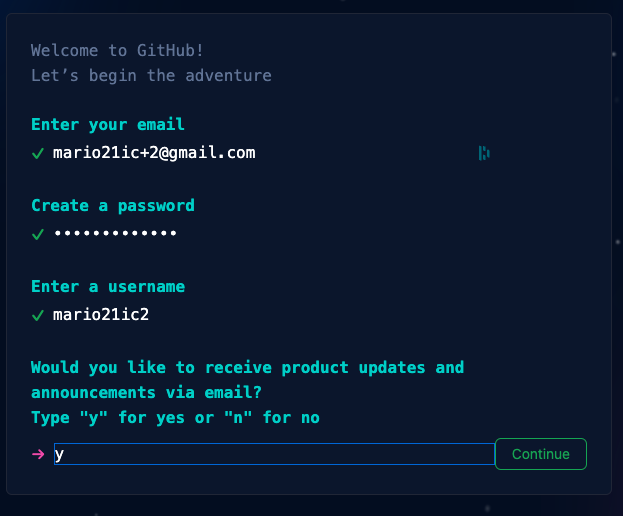 Welcome to GitHub!
Let’s begin the adventure
Enter your email
✓ mario21ic+2@gmail.com
Create a password
✓ •••••••••••••
Enter a username
✓ mario21ic2
Would you like to receive product updates and
announcements via email?
Type "y" for yes or "n" for no
→ y Continue